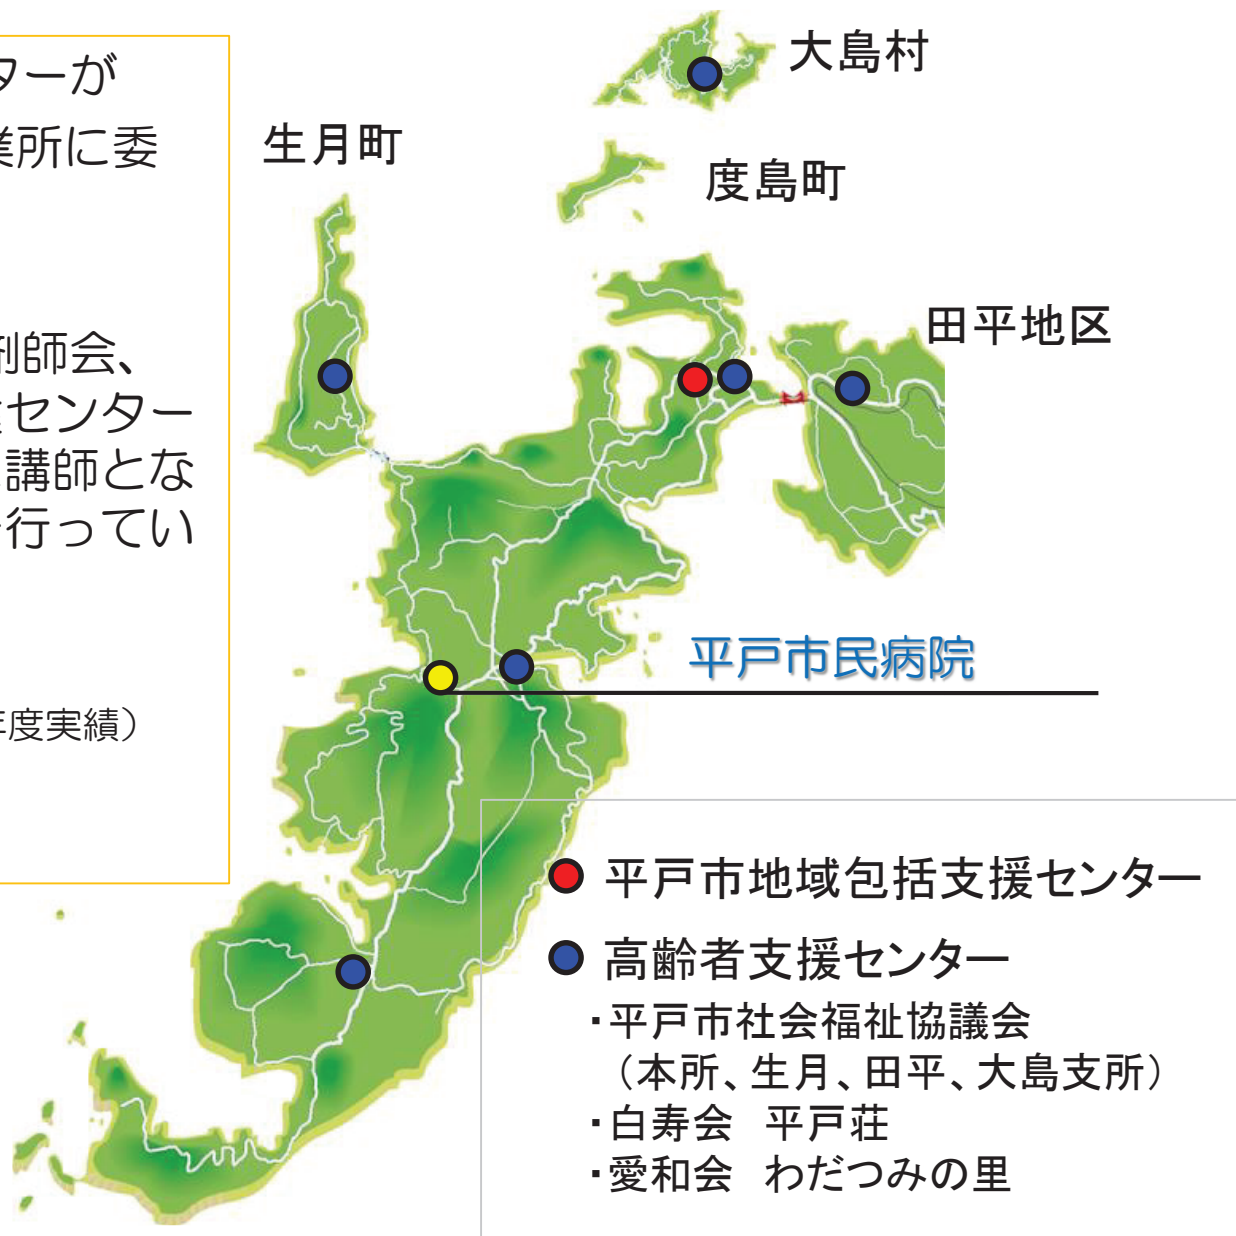 ターが
業所に委
剤師会、
センター
講師とな
行ってい
年度実績）
大島村
生月町
度島町
田平地区
平戸市民病院
平戸市地域包括支援センター
高齢者支援センター
・平戸市社会福祉協議会
（本所、生月、田平、大島支所）
・白寿会　平戸荘
・愛和会　わだつみの里